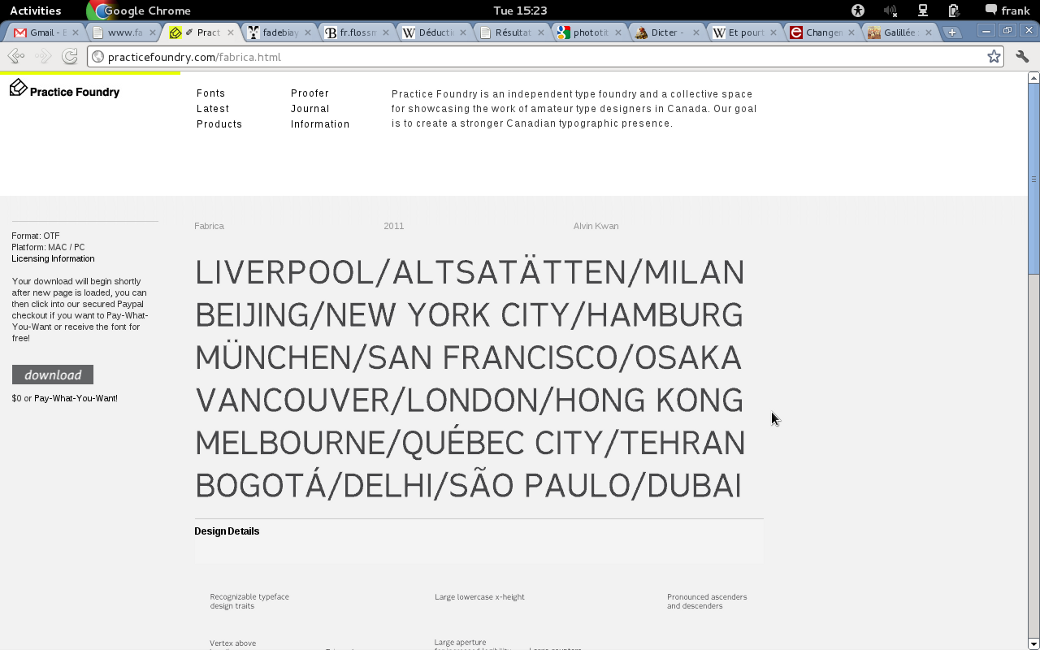 Activities
Google Chrome
Tue 15:23
frank
Gmail - E
www.fa
✐ Pract
fadebiay
fr.flossm
Déducti
Résultat
photot it
Dicter -
Et pourt
Changer
Galillée
practicefoundry.com/fabrica.html
Practice Foundry
Fonts
Latest
Products
Proofer
Journal
Information
Practice Foundry is an independent type foundry and a collective space
for showcasing the work of amateur type designers in Canada. Our goal
is to create a stronger Canadian typographic presence.
Format: OTF
Platform: MAC / PC
Licensing Information
Your download will begin shortly
after new page is loaded, you can
then click into our secured Paypal
checkout if you want to Pay-What-
You-Want or receive the font for
free!
download
$0 or Pay-What-You-Want!
Fabrica
2011
Alvin Kwan
LIVERPOOL/ALTSATÄTTEN/MILAN
BEIJING/NEW YORK CITY/HAMBURG
MÜNCHEN/SAN FRANCISCO/OSAKA
VANCOUVER/LONDON/HONG KONG
MELBOURNE/QUÉBEC CITY/TEHRAN
BOGOTÁ/DELHI/SÃO PAULO/DUBAI
Design Details
Recognizable typeface
design traits
Large lowercase x-height
Pronounced ascenders
and descenders
Vertex above
Large aperture